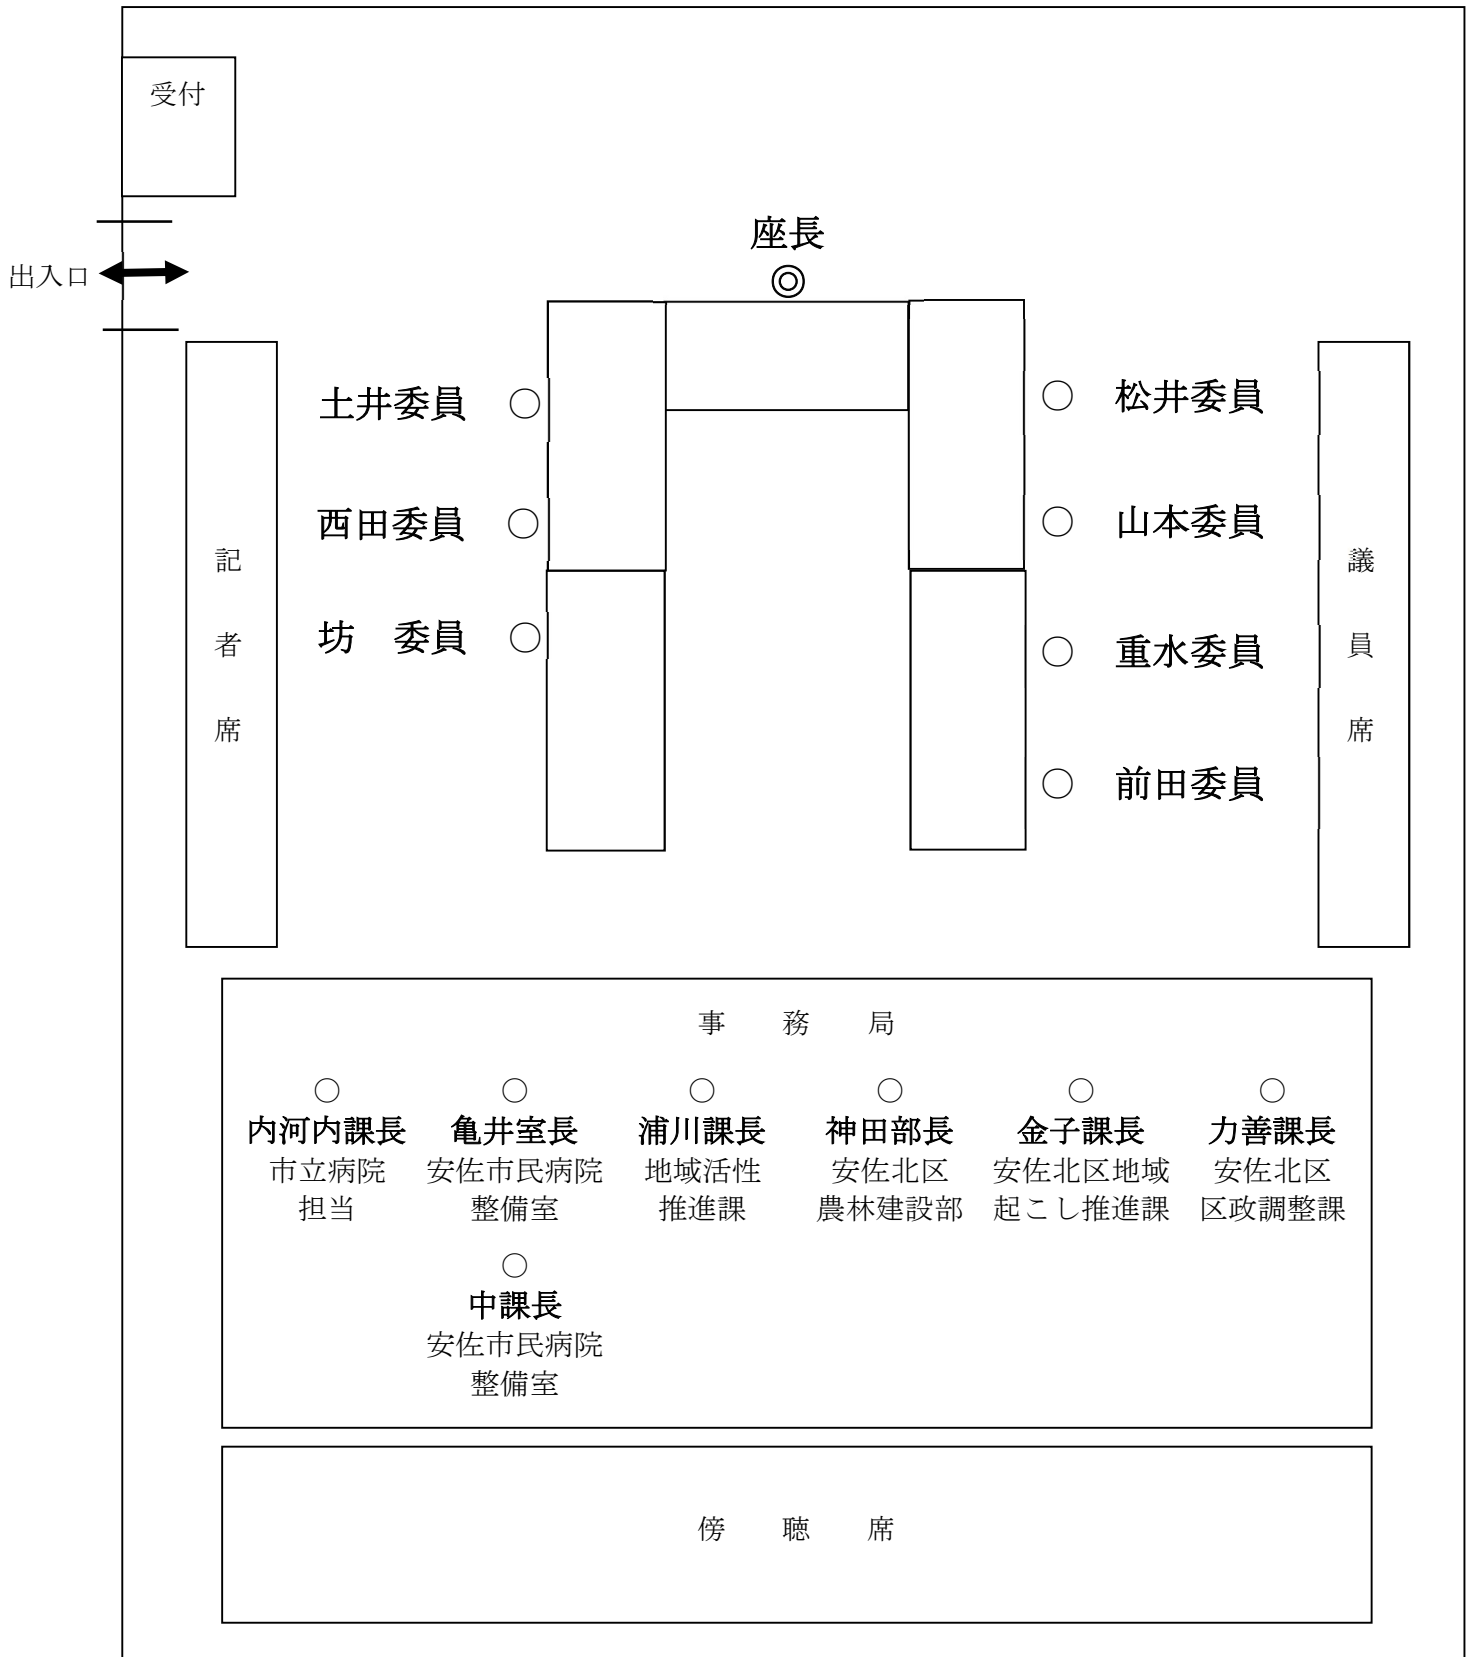 受付
出入口
座長
土井委員
松井委員
西田委員
山本委員
坊　委員
重水委員
前田委員
記者席
議員席
事　務　局
内河内課長
市立病院
担当
亀井室長
安佐市民病院
整備室
浦川課長
地域活性
推進課
神田部長
安佐北区
農林建設部
金子課長
安佐北区地域
起こし推進課
力善課長
安佐北区
区政調整課
中課長
安佐市民病院
整備室
傍　聴　席